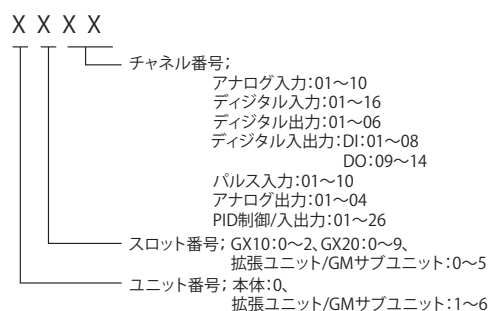 X X X X
チャネル番号；
アナログ入力：01～10
ディジタル入力：01～16
ディジタル出力：01～06
ディジタル入出力：DI：01～08
DO：09～14
パルス入力：01～10
アナログ出力：01～04
PID制御/入出力：01～26
スロット番号；GX10：0～2、GX20：0～9、
拡張ユニット/GMサブユニット：0～5
ユニット番号；本体：0、
拡張ユニット/GMサブユニット：1～6